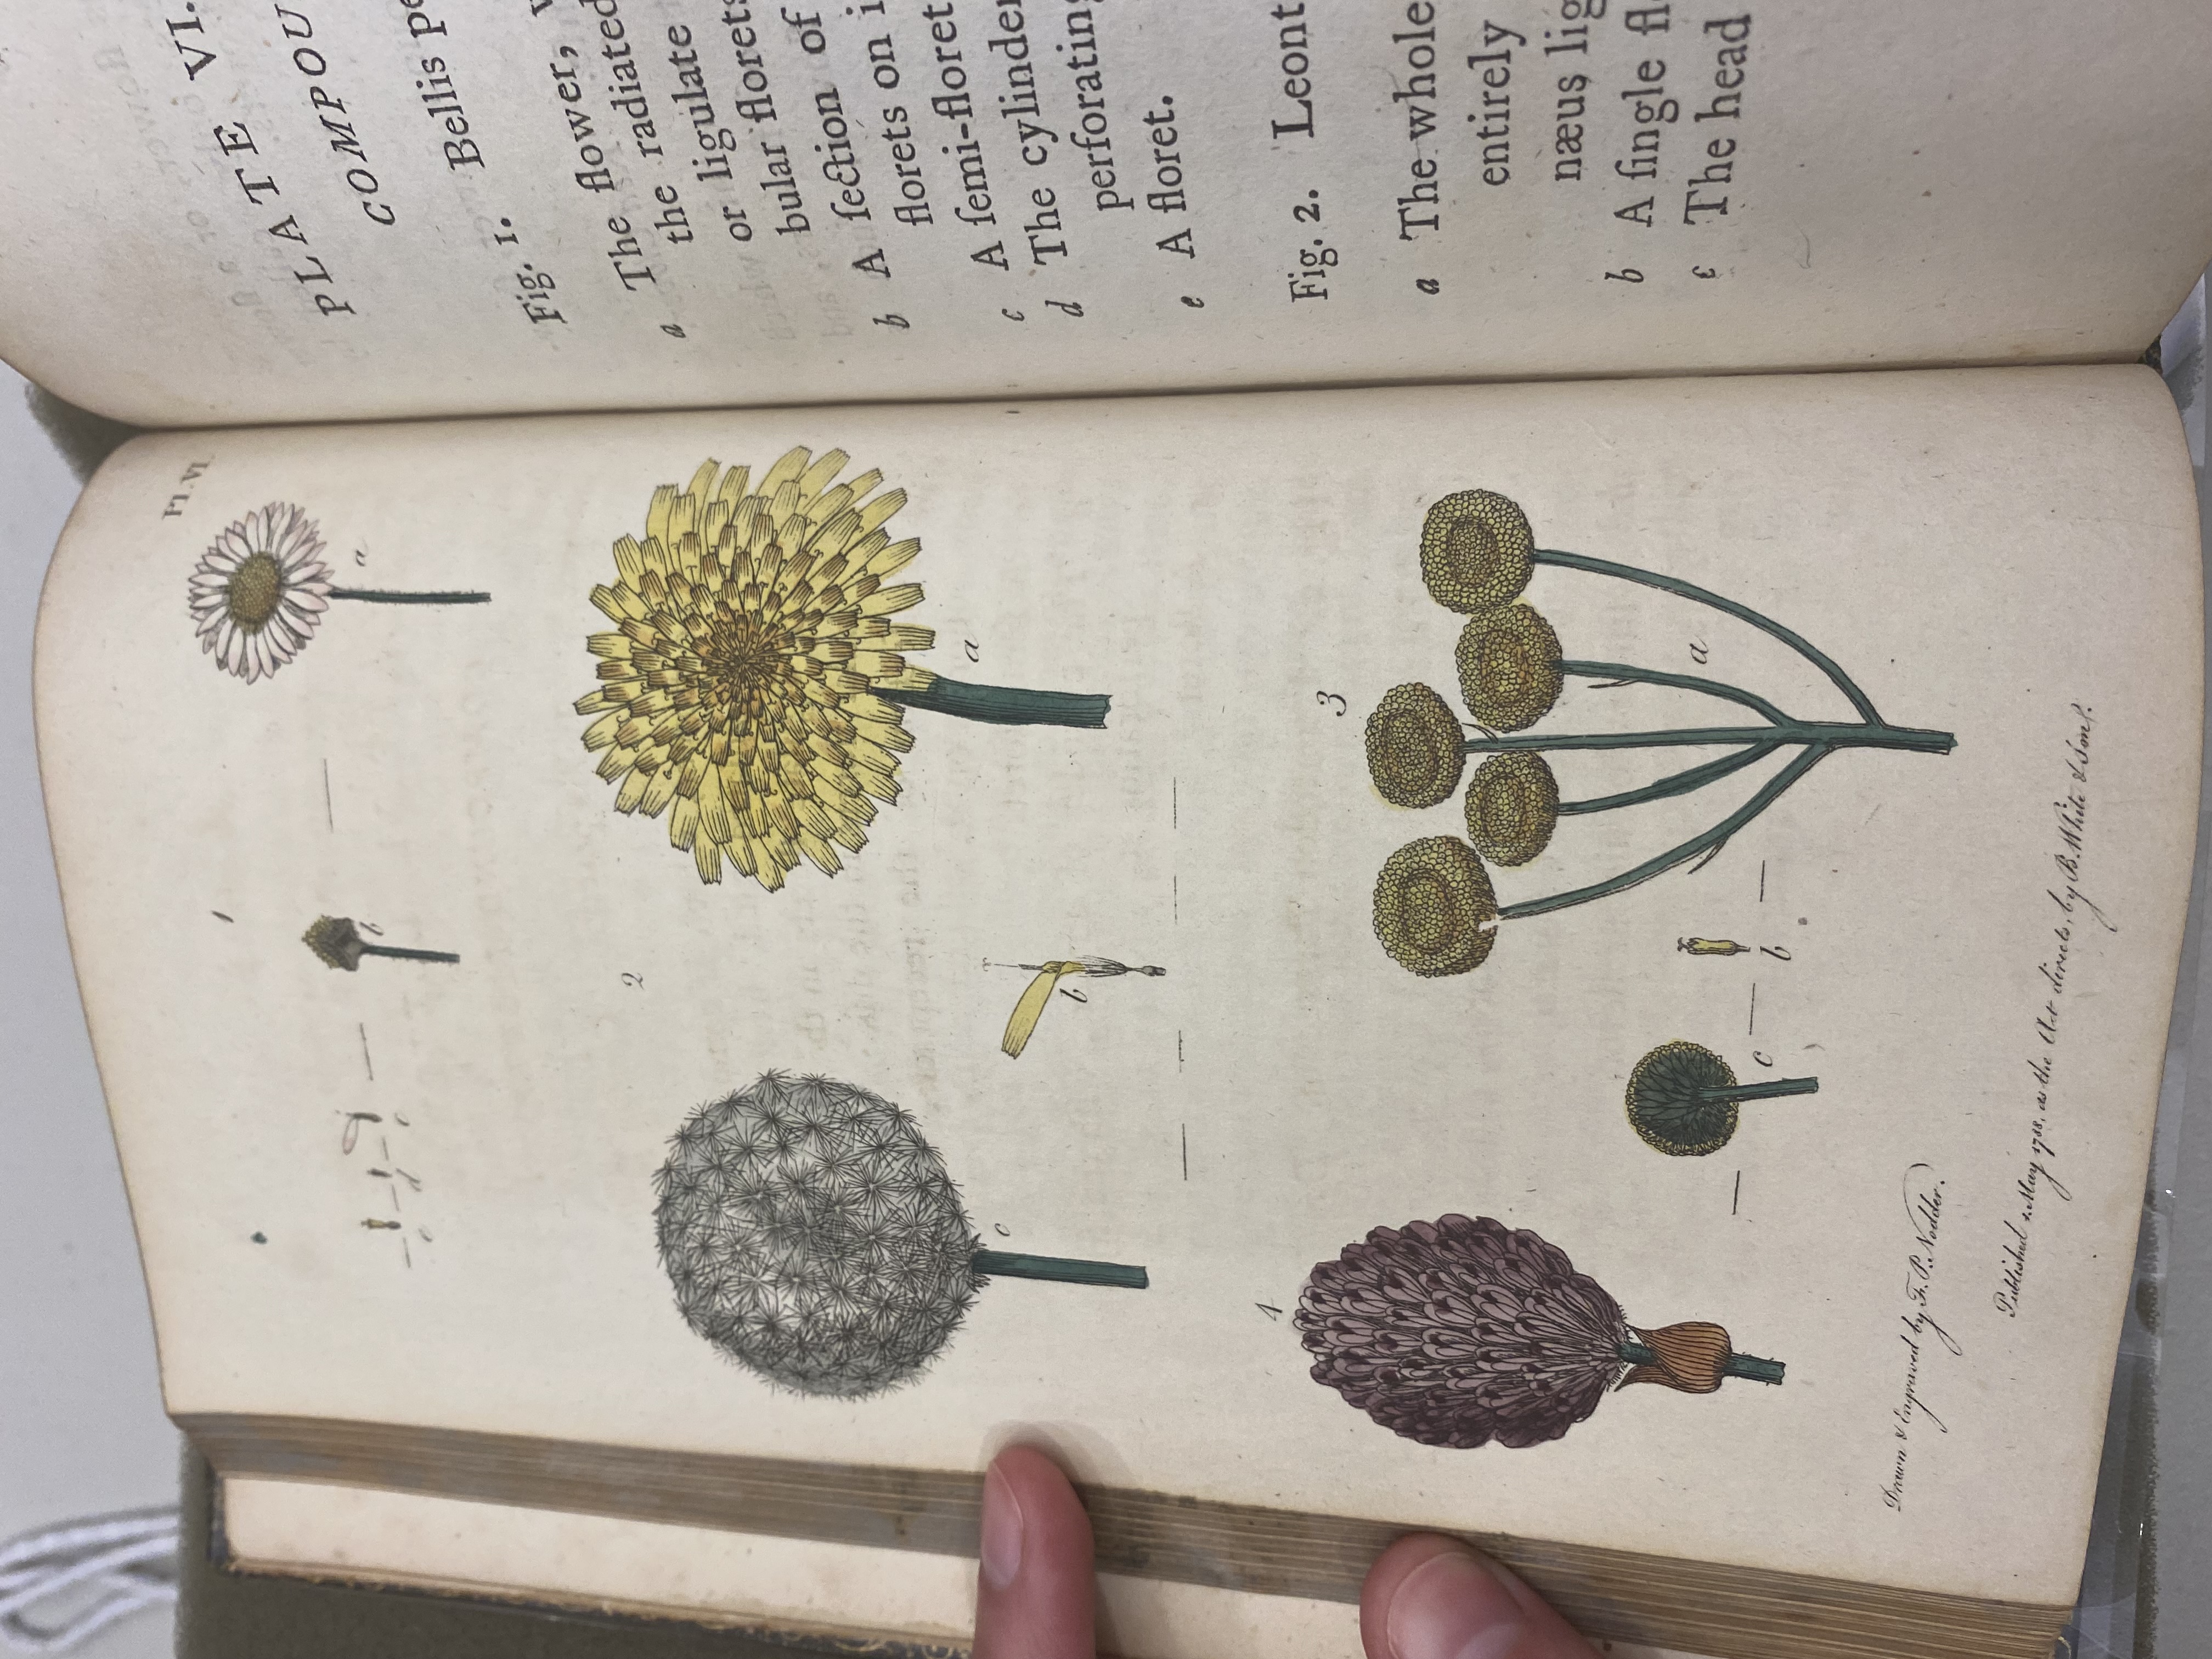 Pl. VI.
1
a
b
c
d
e
2
a
b
c
4
3
a
b
c
Drawn & Engraved by F. P. Nodder.
Published 1. May 1788. as the Act directs, by B. White & Sons.
PLATE VI.
COMPOU
Fig. 1. Bellis pe
a The flower, w
the radiated
or ligulate
bular florets
b A ſection of
florets on i
c A ſemi-floret
d The cylinder
perforating
e A floret.
Fig. 2. Leont
a The whole
entirely
næus lig
b A ſingle fl
c The head